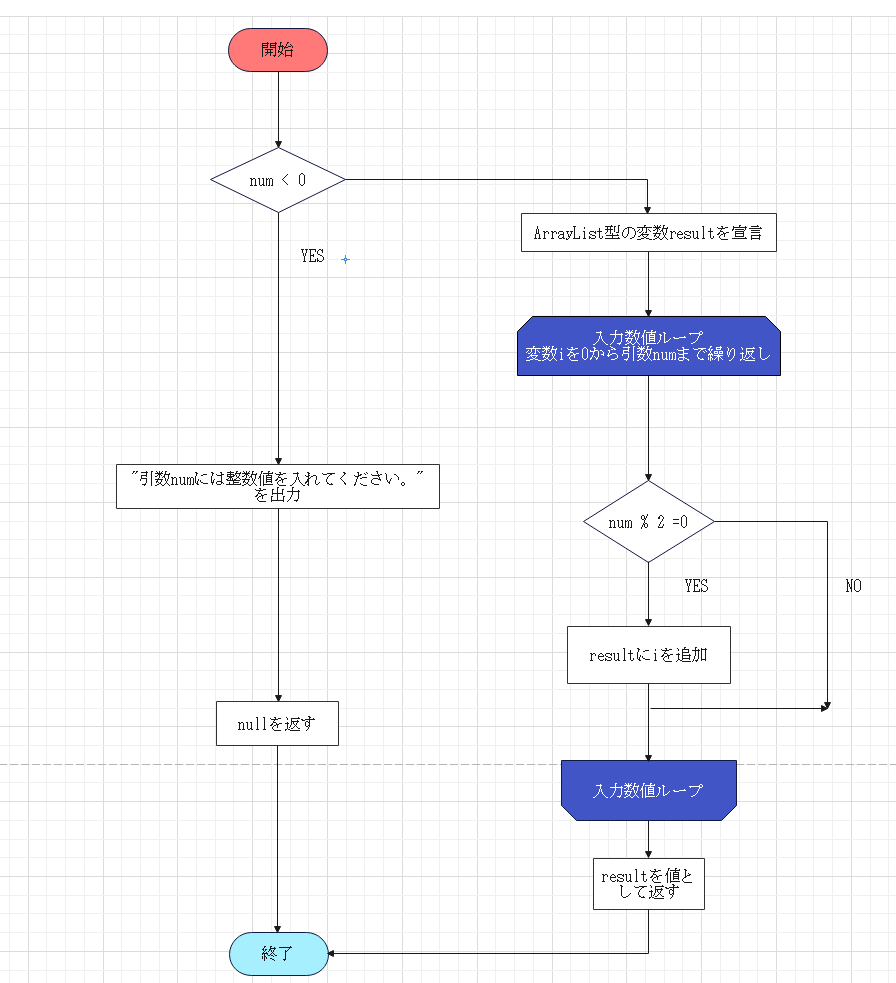 開始
num < 0
YES
ArrayList型の変数resultを宣言
入力数値ループ
変数iを0から引数numまで繰り返し
"引数numには整数値を入れてください。"
を出力
num % 2 =0
YES
NO
resultにiを追加
nullを返す
入力数値ループ
resultを値と
して返す
終了